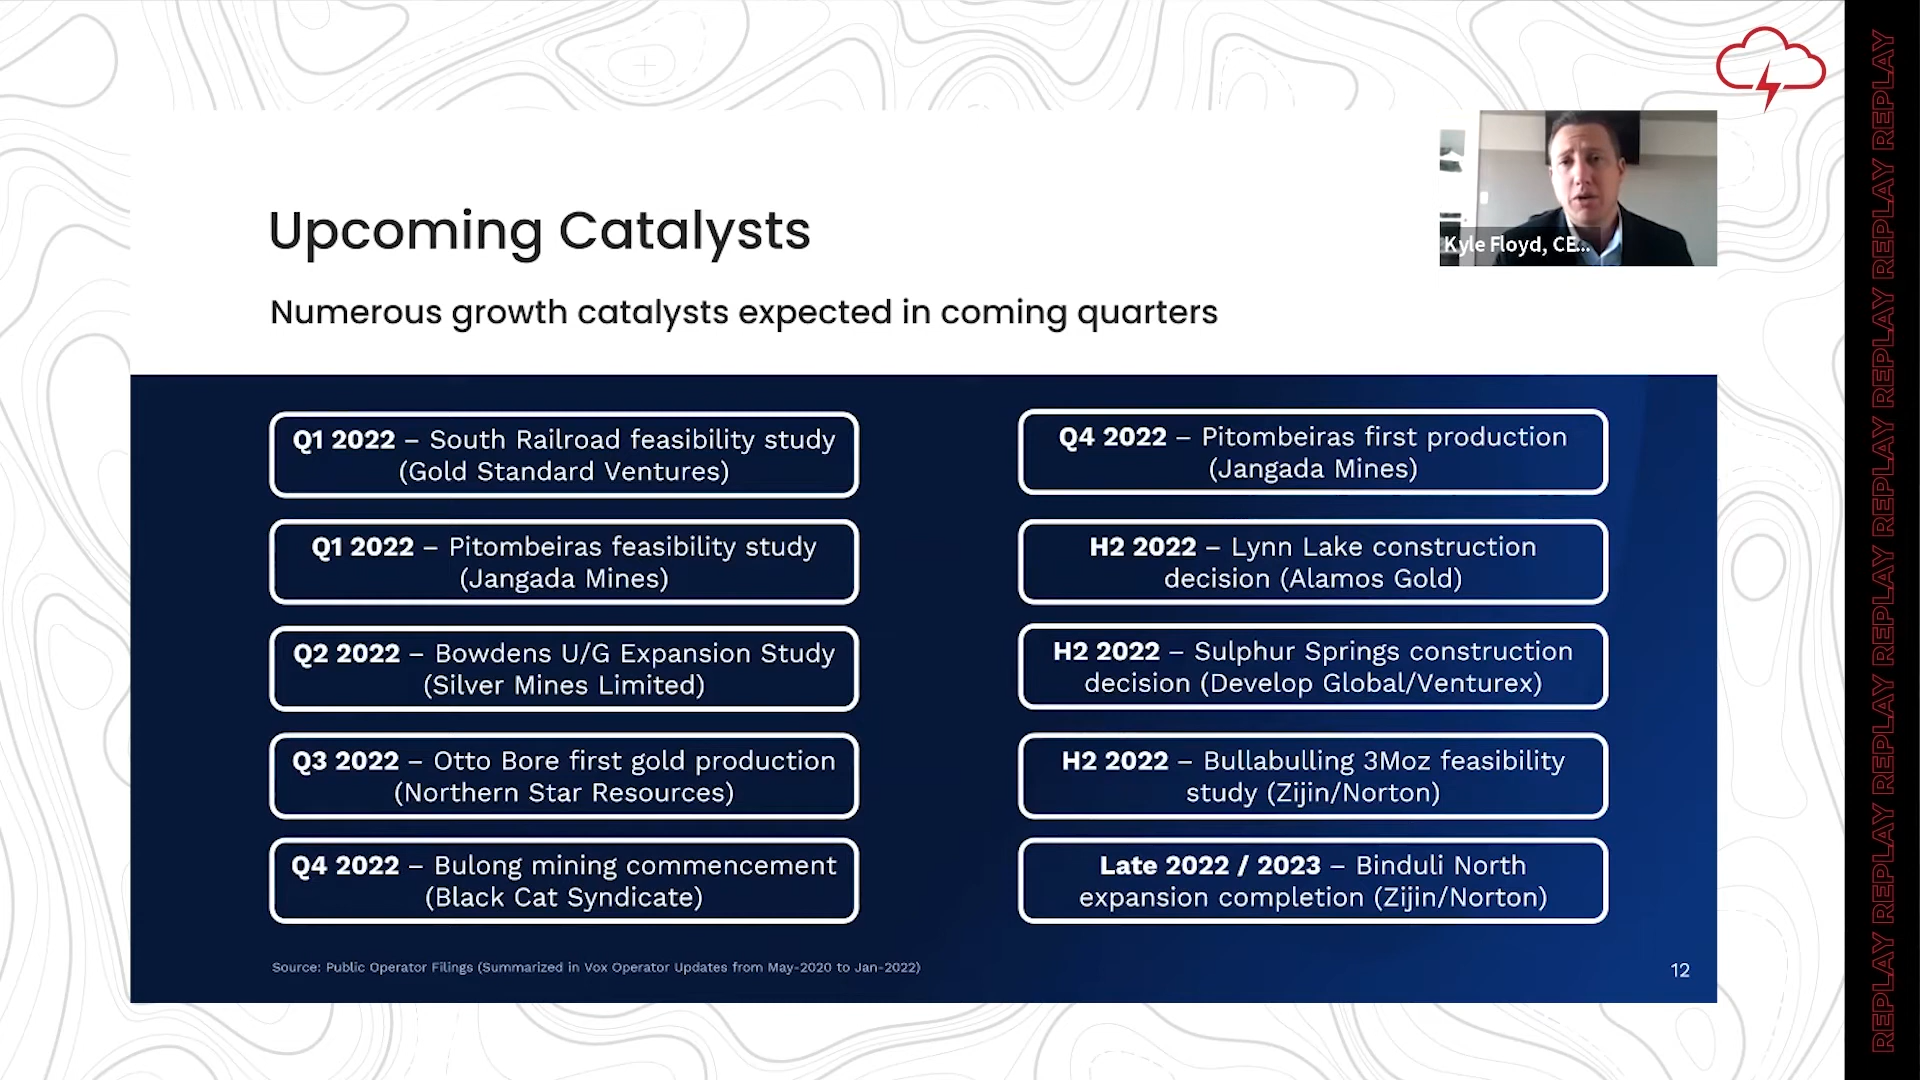 Upcoming Catalysts
Numerous growth catalysts expected in coming quarters
Kyle Floyd, CE...
Q1 2022 – South Railroad feasibility study
(Gold Standard Ventures)
Q1 2022 – Pitombeiras feasibility study
(Jangada Mines)
Q2 2022 – Bowdens U/G Expansion Study
(Silver Mines Limited)
Q3 2022 – Otto Bore first gold production
(Northern Star Resources)
Q4 2022 – Bulong mining commencement
(Black Cat Syndicate)
Q4 2022 – Pitombeiras first production
(Jangada Mines)
H2 2022 – Lynn Lake construction
decision (Alamos Gold)
H2 2022 – Sulphur Springs construction
decision (Develop Global/Venturex)
H2 2022 – Bullabulling 3Moz feasibility
study (Zijin/Norton)
Late 2022 / 2023 – Binduli North
expansion completion (Zijin/Norton)
Source: Public Operator Filings (Summarized in Vox Operator Updates from May-2020 to Jan-2022)
12
REPLAY REPLAY REPLAY REPLAY REPLAY REPLAY REPLAY REPLAY